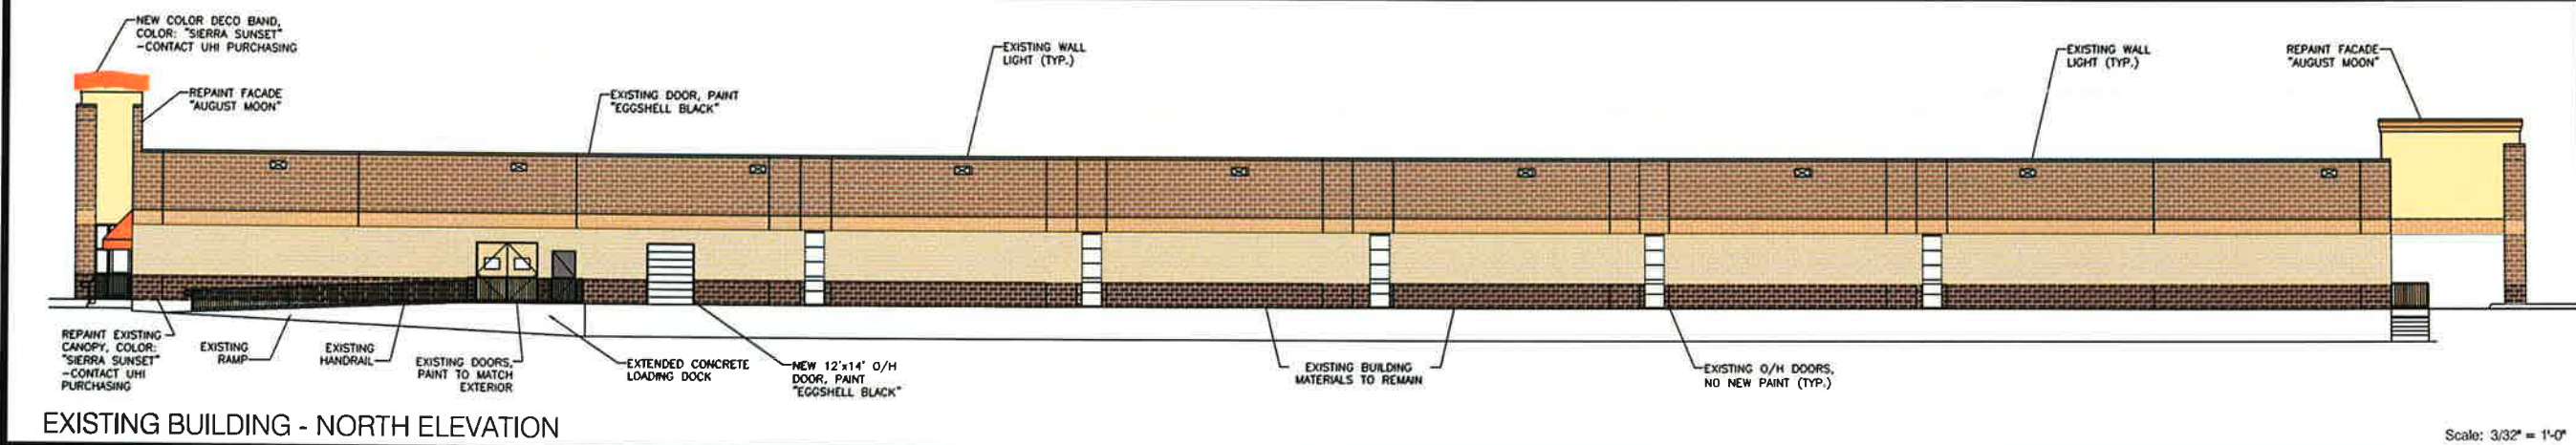 NEW COLOR DECO BAND,
COLOR: "SIERRA SUNSET"
-CONTACT UHI PURCHASING
REPAINT FACADE
"AUGUST MOON"
EXISTING DOOR, PAINT
"EGGSHELL BLACK"
EXISTING WALL
LIGHT (TYP.)
EXISTING WALL
LIGHT (TYP.)
REPAINT FACADE
"AUGUST MOON"
REPAINT EXISTING
CANOPY, COLOR:
"SIERRA SUNSET"
-CONTACT UHI
PURCHASING
EXISTING
RAMP
EXISTING
HANDRAIL
EXISTING DOORS,
PAINT TO MATCH
EXTERIOR
EXTENDED CONCRETE
LOADING DOCK
NEW 12'x14' O/H
DOOR, PAINT
"EGGSHELL BLACK"
EXISTING BUILDING
MATERIALS TO REMAIN
EXISTING O/H DOORS,
NO NEW PAINT (TYP.)
EXISTING BUILDING - NORTH ELEVATION
Scale: 3/32" = 1'-0"